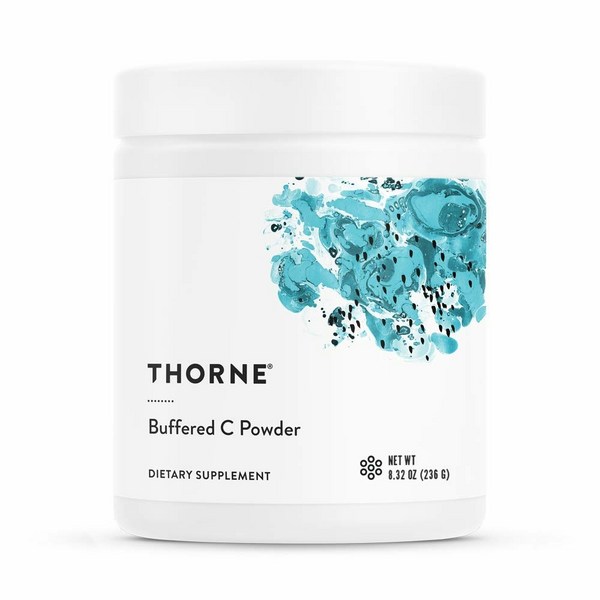 THORNE®
Buffered C Powder
DIETARY SUPPLEMENT
NET WT
8.32 OZ (236 G)